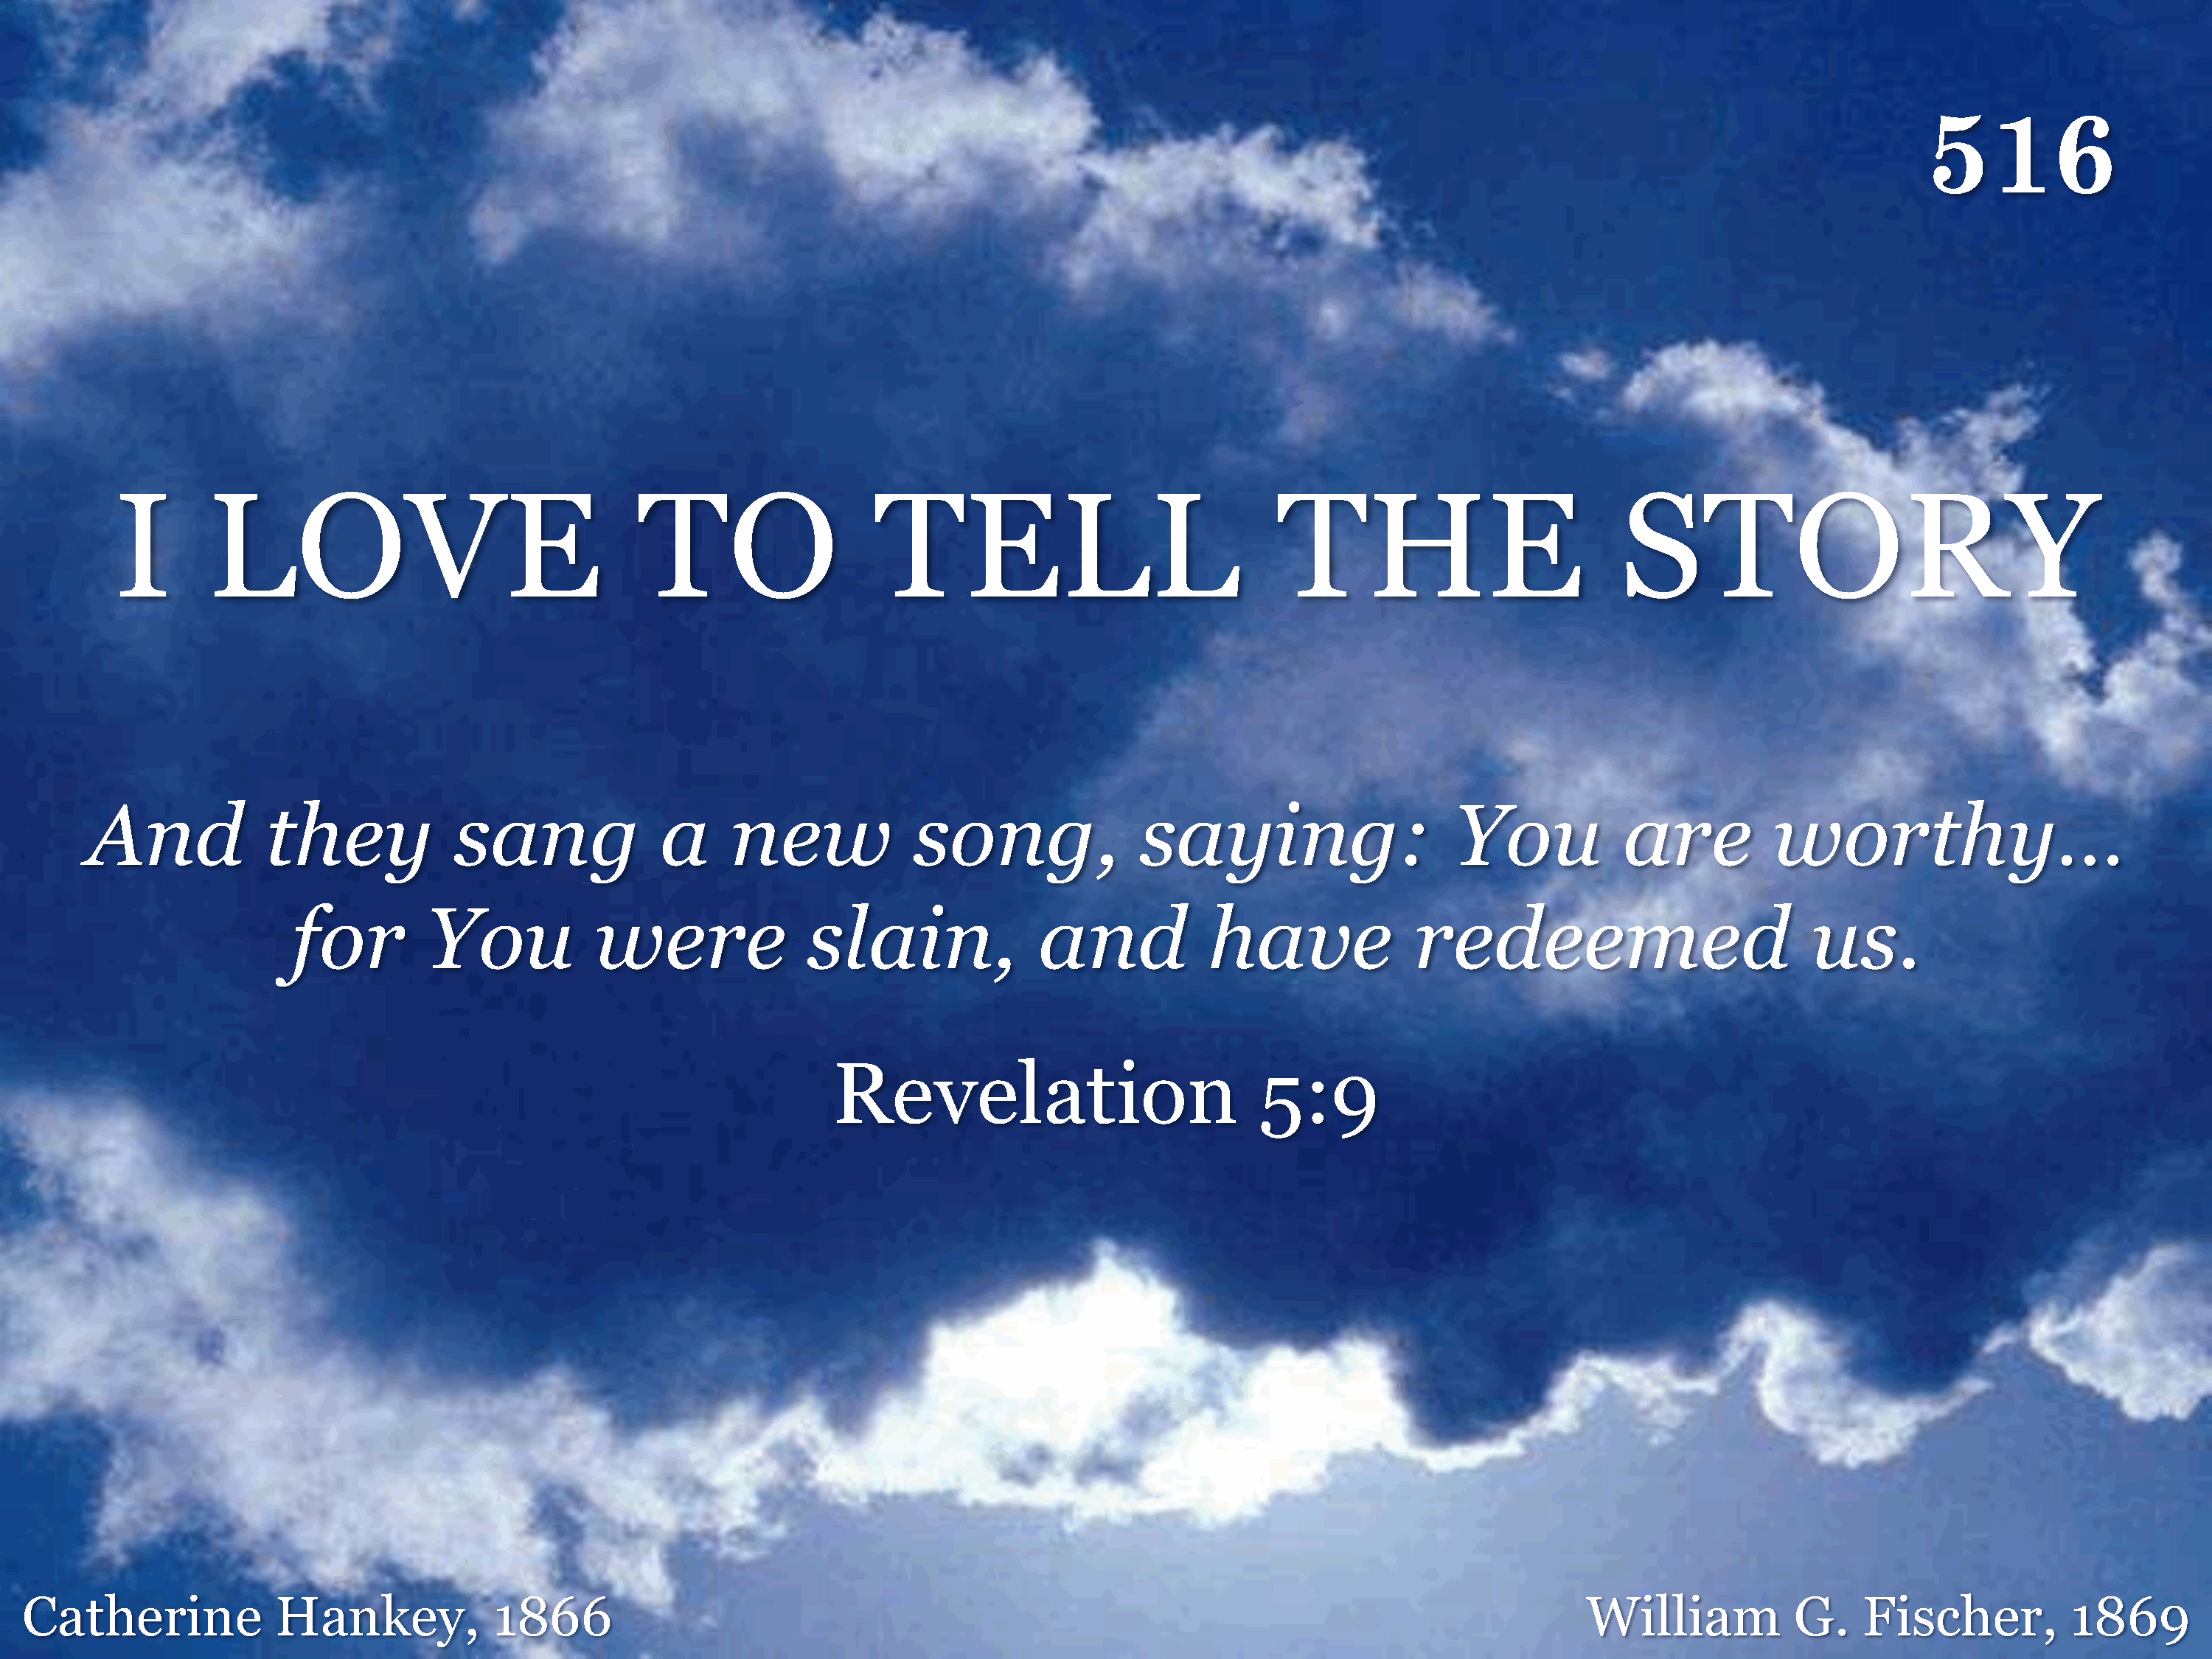 516
I LOVE TO TELL THE STORY
And they sang a new song, saying: You are worthy...
for You were slain, and have redeemed us.
Revelation 5:9
Catherine Hankey, 1866
William G. Fischer, 1869